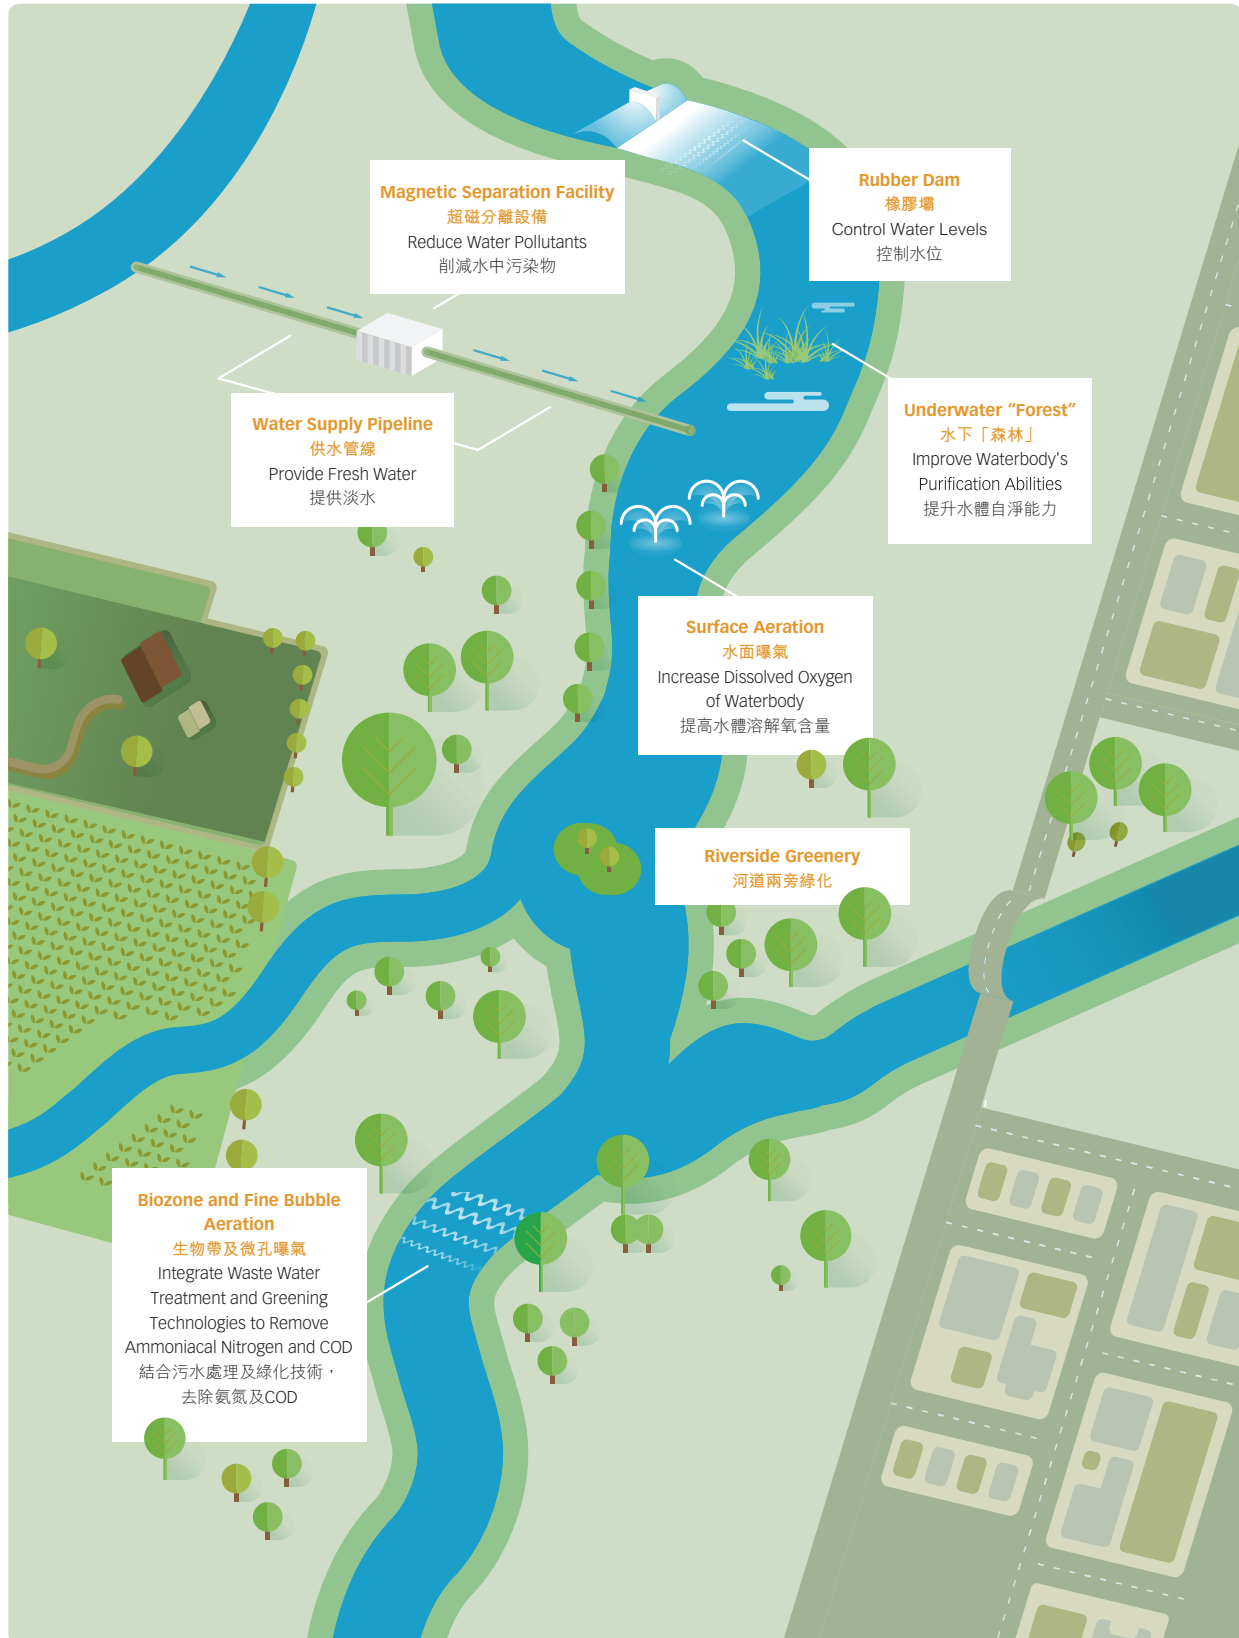 Magnetic Separation Facility
超磁分離設備
Reduce Water Pollutants
削減水中污染物
Rubber Dam
橡膠壩
Control Water Levels
控制水位
Water Supply Pipeline
供水管線
Provide Fresh Water
提供淡水
Underwater “Forest”
水下「森林」
Improve Waterbody's
Purification Abilities
提升水體自淨能力
Surface Aeration
水面曝氣
Increase Dissolved Oxygen
of Waterbody
提高水體溶解氧含量
Riverside Greenery
河道兩旁綠化
Biozone and Fine Bubble
Aeration
生物帶及微孔曝氣
Integrate Waste Water
Treatment and Greening
Technologies to Remove
Ammoniacal Nitrogen and COD
結合污水處理及綠化技術，
去除氨氮及COD